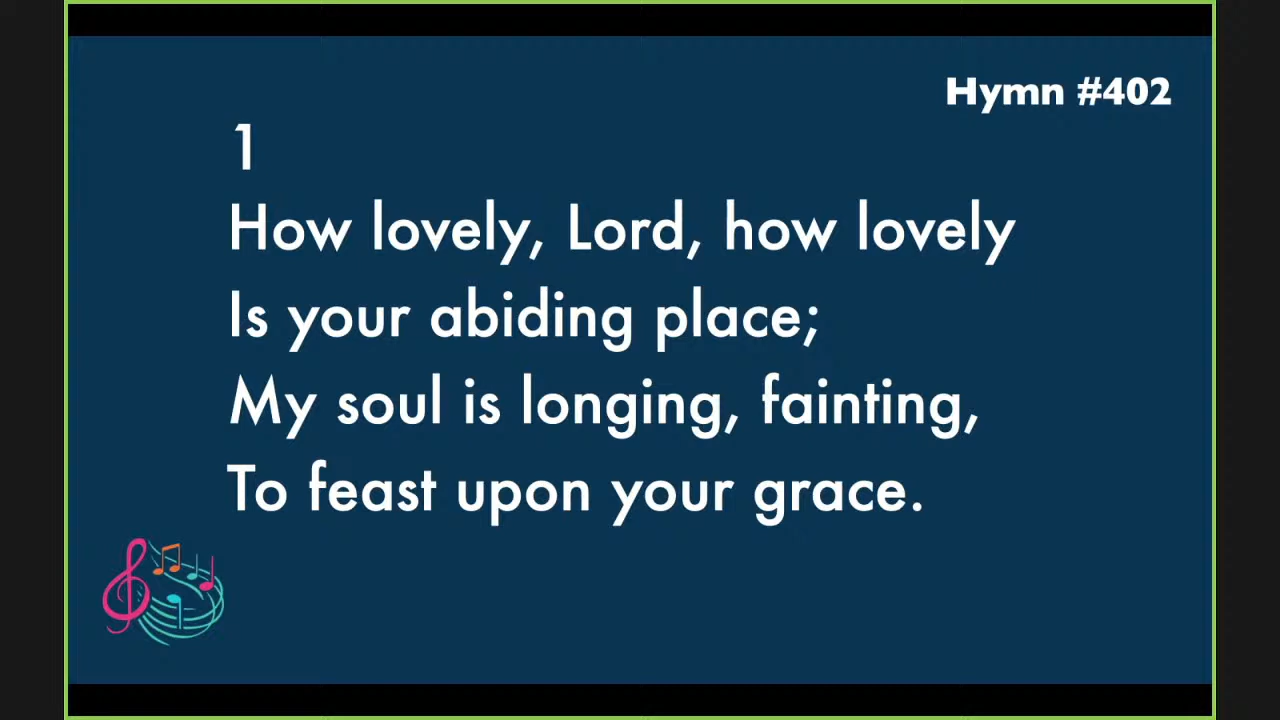 Hymn #402
1
How lovely, Lord, how lovely
Is your abiding place;
My soul is longing, fainting,
To feast upon your grace.